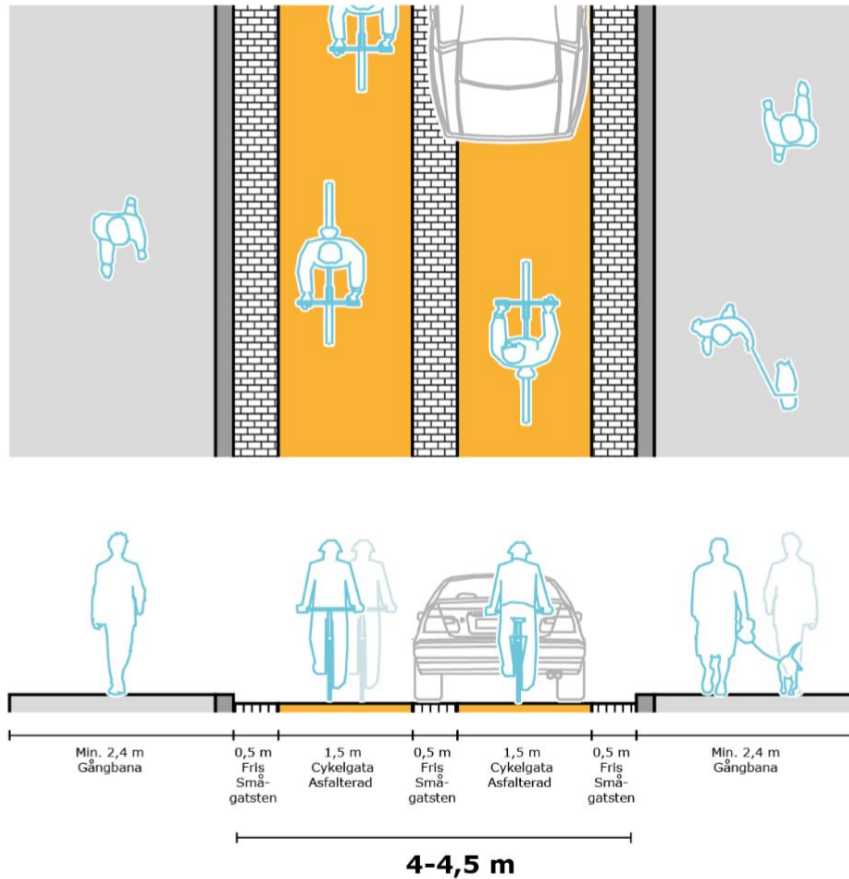 Min. 2,4 m
Gångbana
0,5 m
Fris
Små-
gatsten
1,5 m
Cykelgata
Asfalterad
0,5 m
Fris
Små-
gatsten
1,5 m
Cykelgata
Asfalterad
0,5 m
Fris
Små-
gatsten
Min. 2,4 m
Gångbana
4-4,5 m